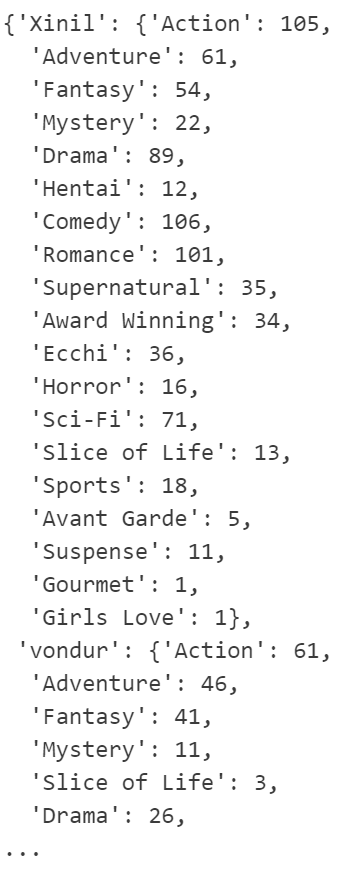 {'Xinil': {'Action': 105,
'Adventure': 61,
'Fantasy': 54,
'Mystery': 22,
'Drama': 89,
'Hentai': 12,
'Comedy': 106,
'Romance': 101,
'Supernatural': 35,
'Award Winning': 34,
'Ecchi': 36,
'Horror': 16,
'Sci-Fi': 71,
'Slice of Life': 13,
'Sports': 18,
'Avant Garde': 5,
'Suspense': 11,
'Gourmet': 1,
'Girls Love': 1},
'vondur': {'Action': 61,
'Adventure': 46,
'Fantasy': 41,
'Mystery': 11,
'Slice of Life': 3,
'Drama': 26,
...